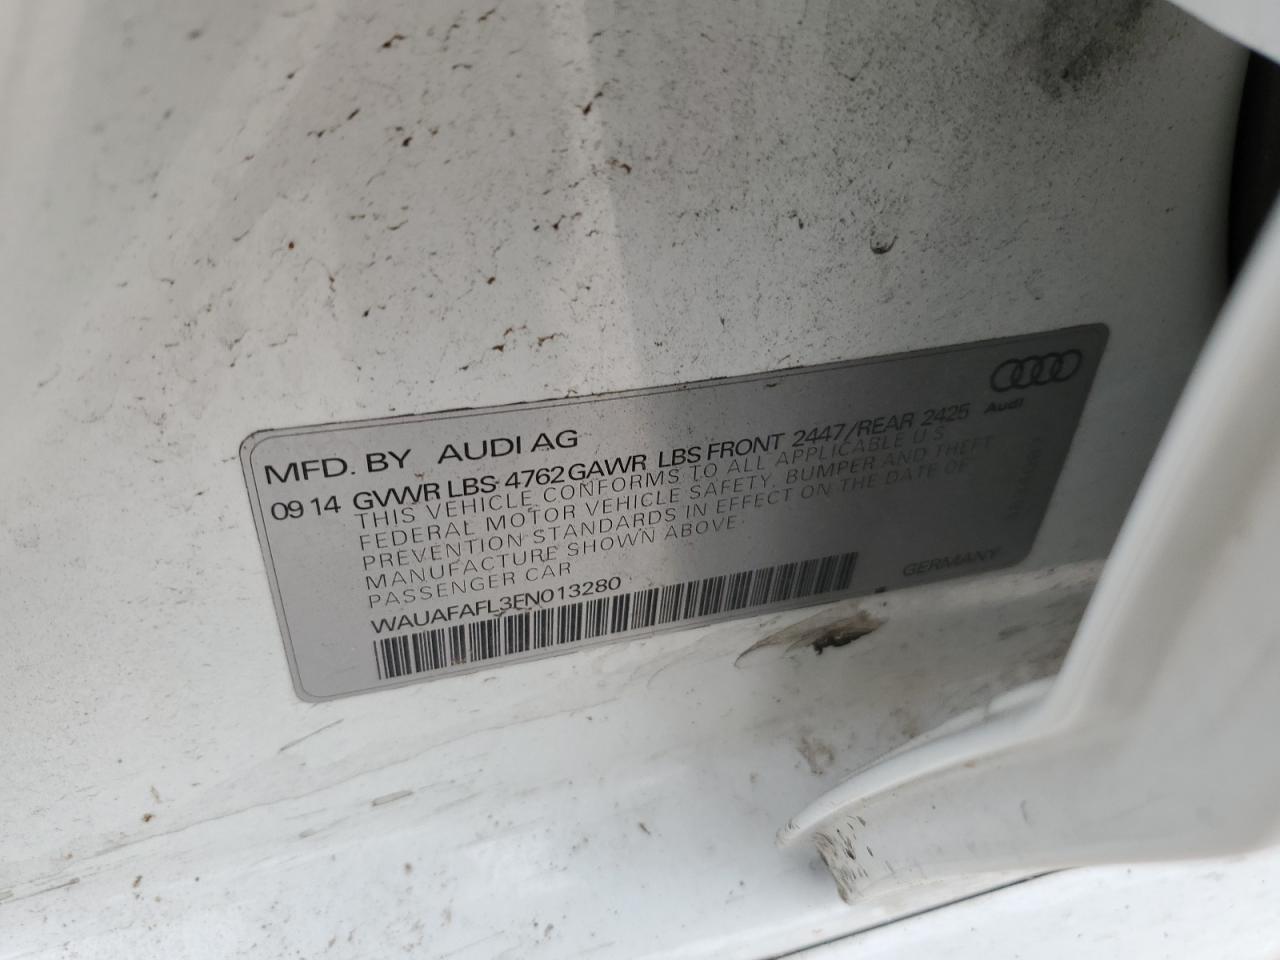 Audi
MFD. BY AUDI AG
09 14 GVWR LBS 4762 GAWR LBS FRONT 2447/REAR 2425
THIS VEHICLE CONFORMS TO ALL APPLICABLE U.S.
FEDERAL MOTOR VEHICLE SAFETY, BUMPER AND THEFT
PREVENTION STANDARDS IN EFFECT ON THE DATE OF
MANUFACTURE SHOWN ABOVE.
PASSENGER CAR
WAUAFAFL3FN013280
GERMANY